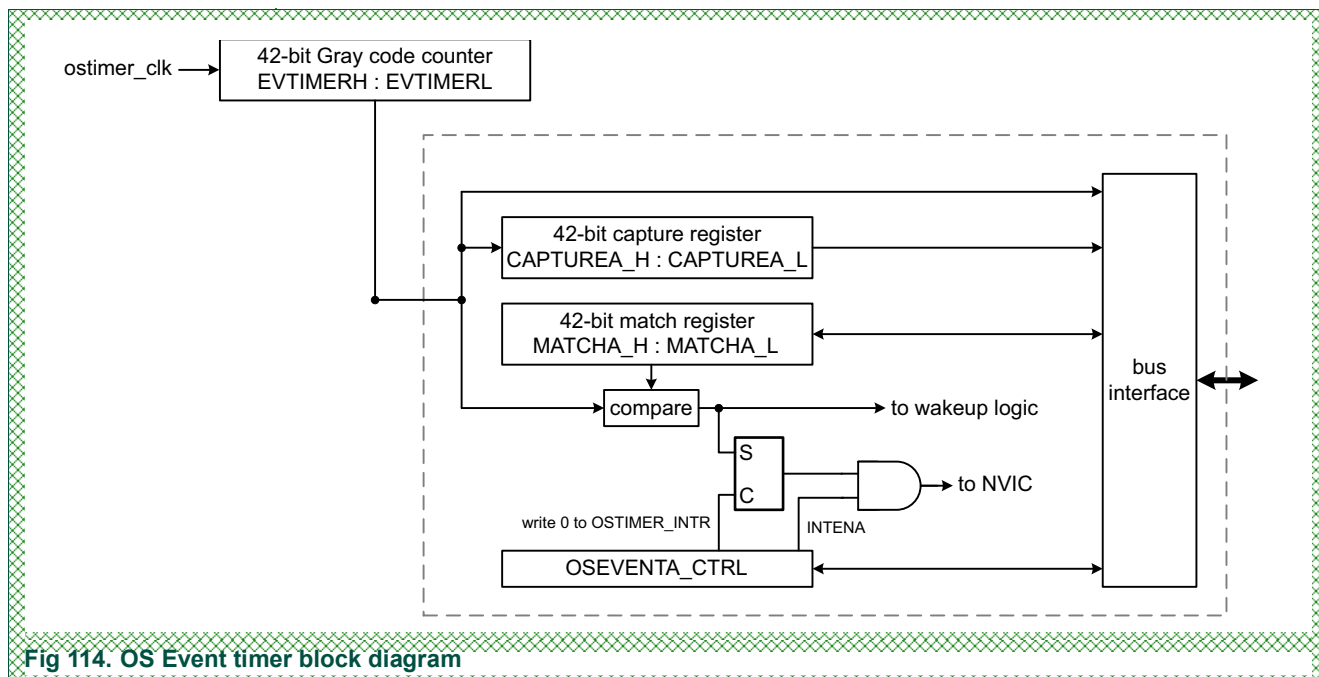 42-bit Gray code counter
EVTIMERH : EVTIMERL
ostimer_clk
42-bit capture register
CAPTUREA_H : CAPTUREA_L
42-bit match register
MATCHA_H : MATCHA_L
bus
interface
compare
to wakeup logic
S
C
to NVIC
write 0 to OSTIMER_INTR
INTENA
OSEVENTA_CTRL
Fig 114. OS Event timer block diagram